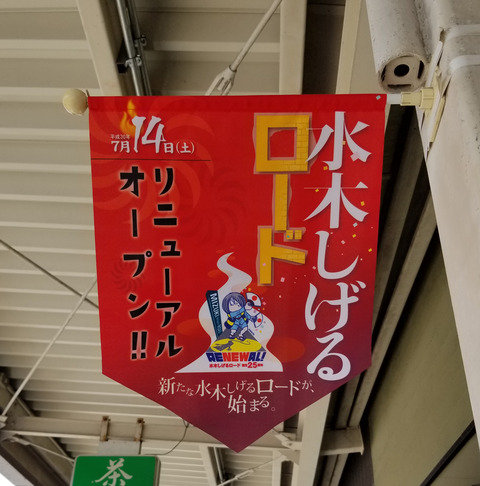 水木しげる
ロード
平成30年
7月14日(土)
リニューアル
オープン!!
MIZUKI
RENEWAL!
水木しげるロード 25周年
新たな水木しげるロードが、
始まる。
茶